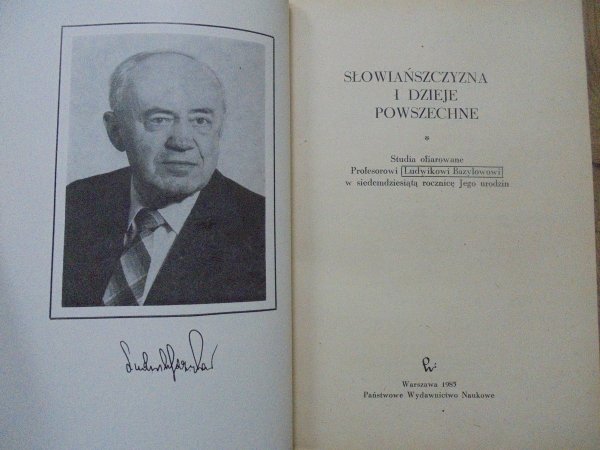 SŁOWIAŃSZCZYZNA
I DZIEJE
POWSZECHNE
*
Studia ofiarowane
Profesorowi Ludwikowi Bazylowowi
w siedemdziesiątą rocznicę Jego urodzin
Warszawa 1985
Państwowe Wydawnictwo Naukowe